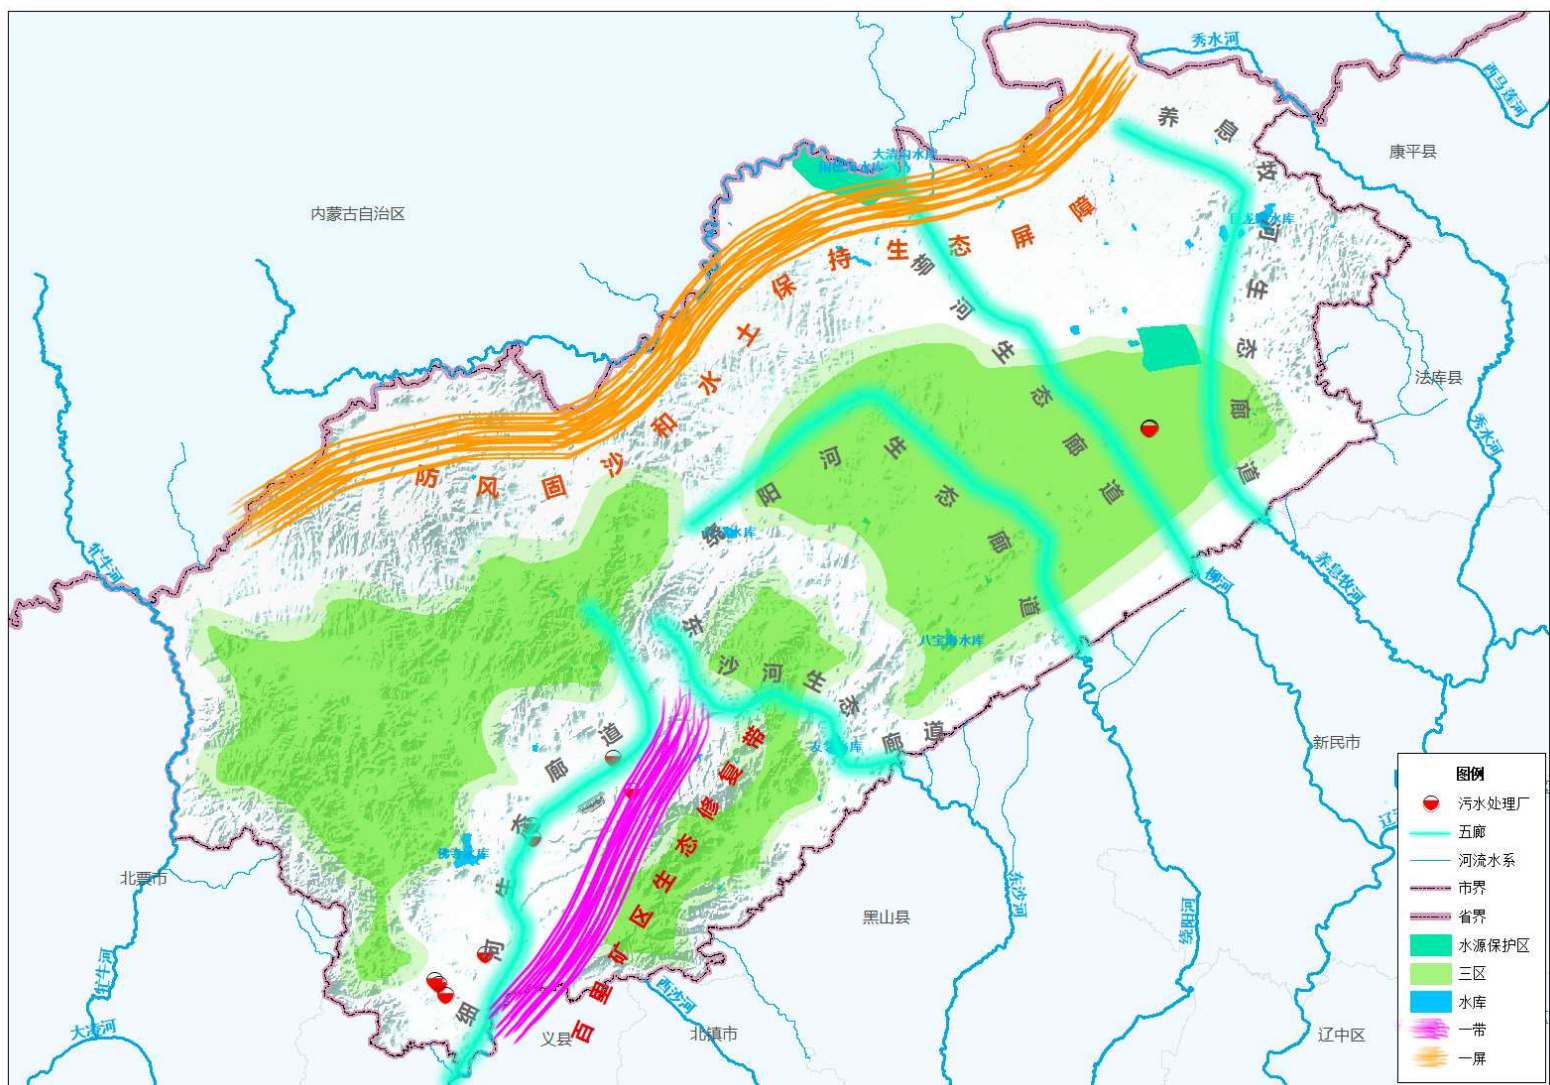 秀水河
西马莲河
康平县
养息牧河生态廊道
大清沟水库
内蒙古自治区
防风固沙和水土保持生态屏障
柳河生态廊道
法库县
秀水河
绕阳河生态廊道
水库
牤牛河
养息牧河
柳河
八宝海水库
东沙河生态廊道
新民市
百里矿区生态修复带
细河生态廊道
佛寺水库
北票市
黑山县
东沙河
绕阳河
牤牛河
大凌河
义县
西沙河
北镇市
辽中区
图例
污水处理厂
五廊
河流水系
市界
省界
水源保护区
三区
水库
一带
一屏